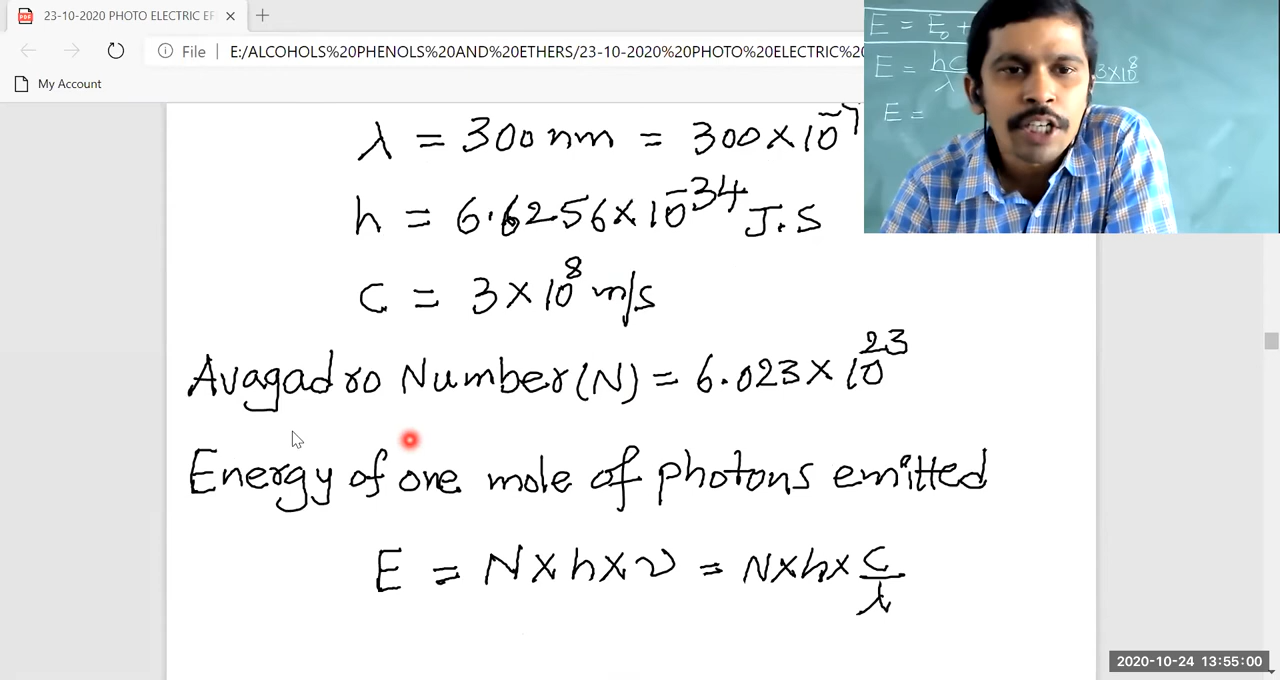 23-10-2020 PHOTO ELECTRIC EF
File E:/ALCOHOLS%20PHENOLS%20AND%20ETHERS/23-10-2020%20PHOTO%20ELECTRIC%20
My Account
E = E₀ +
E = hc/λ 3×10⁸
E =
λ = 300 nm = 300×10⁻
h = 6.6256×10⁻³⁴ J.S
C = 3×10⁸ m/s
Avagadro Number(N) = 6.023×10²³
Energy of one mole of photons emitted
E = N×h×ν = N×h×C/λ
2020-10-24 13:55:00